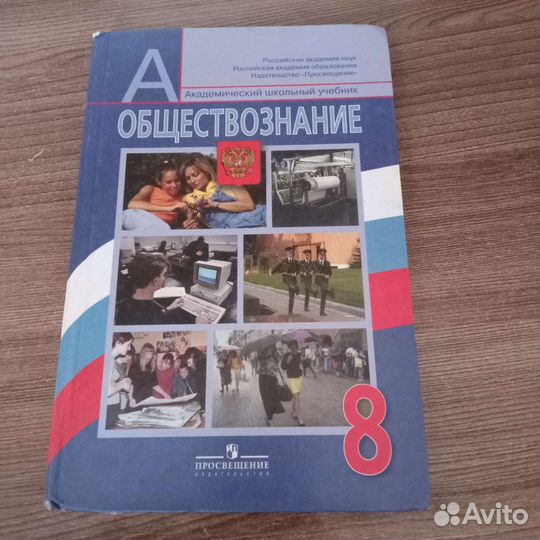 А
Российская академия наук
Российская академия образования
Издательство «Просвещение»
Академический школьный учебник
ОБЩЕСТВОЗНАНИЕ
8
ПРОСВЕЩЕНИЕ
ИЗДАТЕЛЬСТВО
Avito